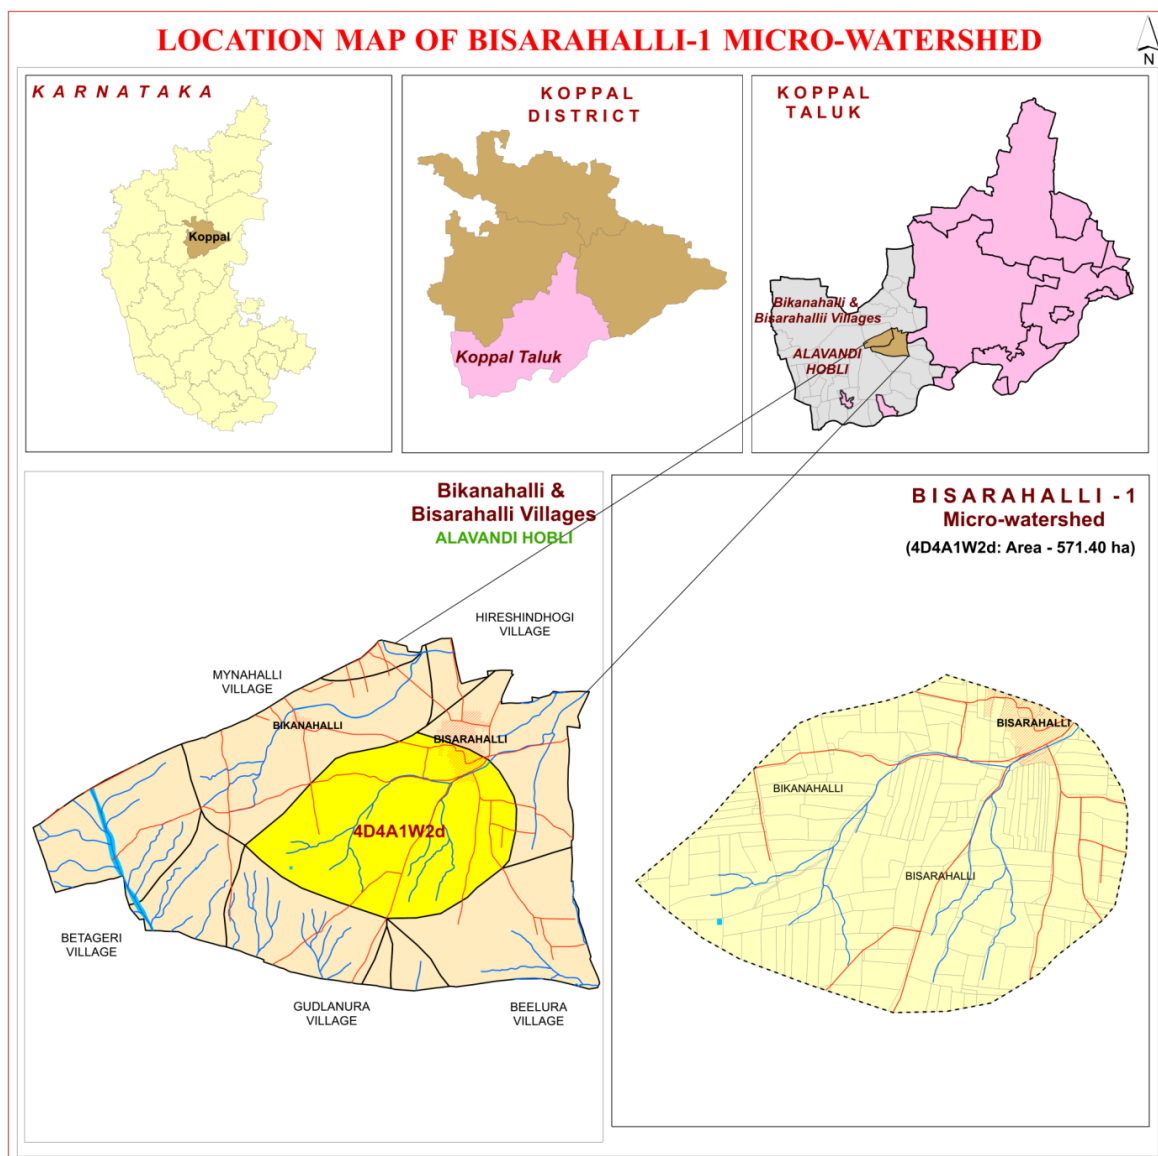 LOCATION MAP OF BISARAHALLI-1 MICRO-WATERSHED
N
KARNATAKA
Koppal
KOPPAL
DISTRICT
Koppal Taluk
KOPPAL
TALUK
Bikanahalli &
Bisarahallii Villages
ALAVANDI
HOBLI
Bikanahalli &
Bisarahalli Villages
ALAVANDI HOBLI
HIRESHINDHOGI
VILLAGE
MYNAHALLI
VILLAGE
BIKANAHALLI
BISARAHALLI
4D4A1W2d
BETAGERI
VILLAGE
GUDLANURA
VILLAGE
BEELURA
VILLAGE
BISARAHALLI - 1
Micro-watershed
(4D4A1W2d: Area - 571.40 ha)
BISARAHALLI
BIKANAHALLI
BISARAHALLI